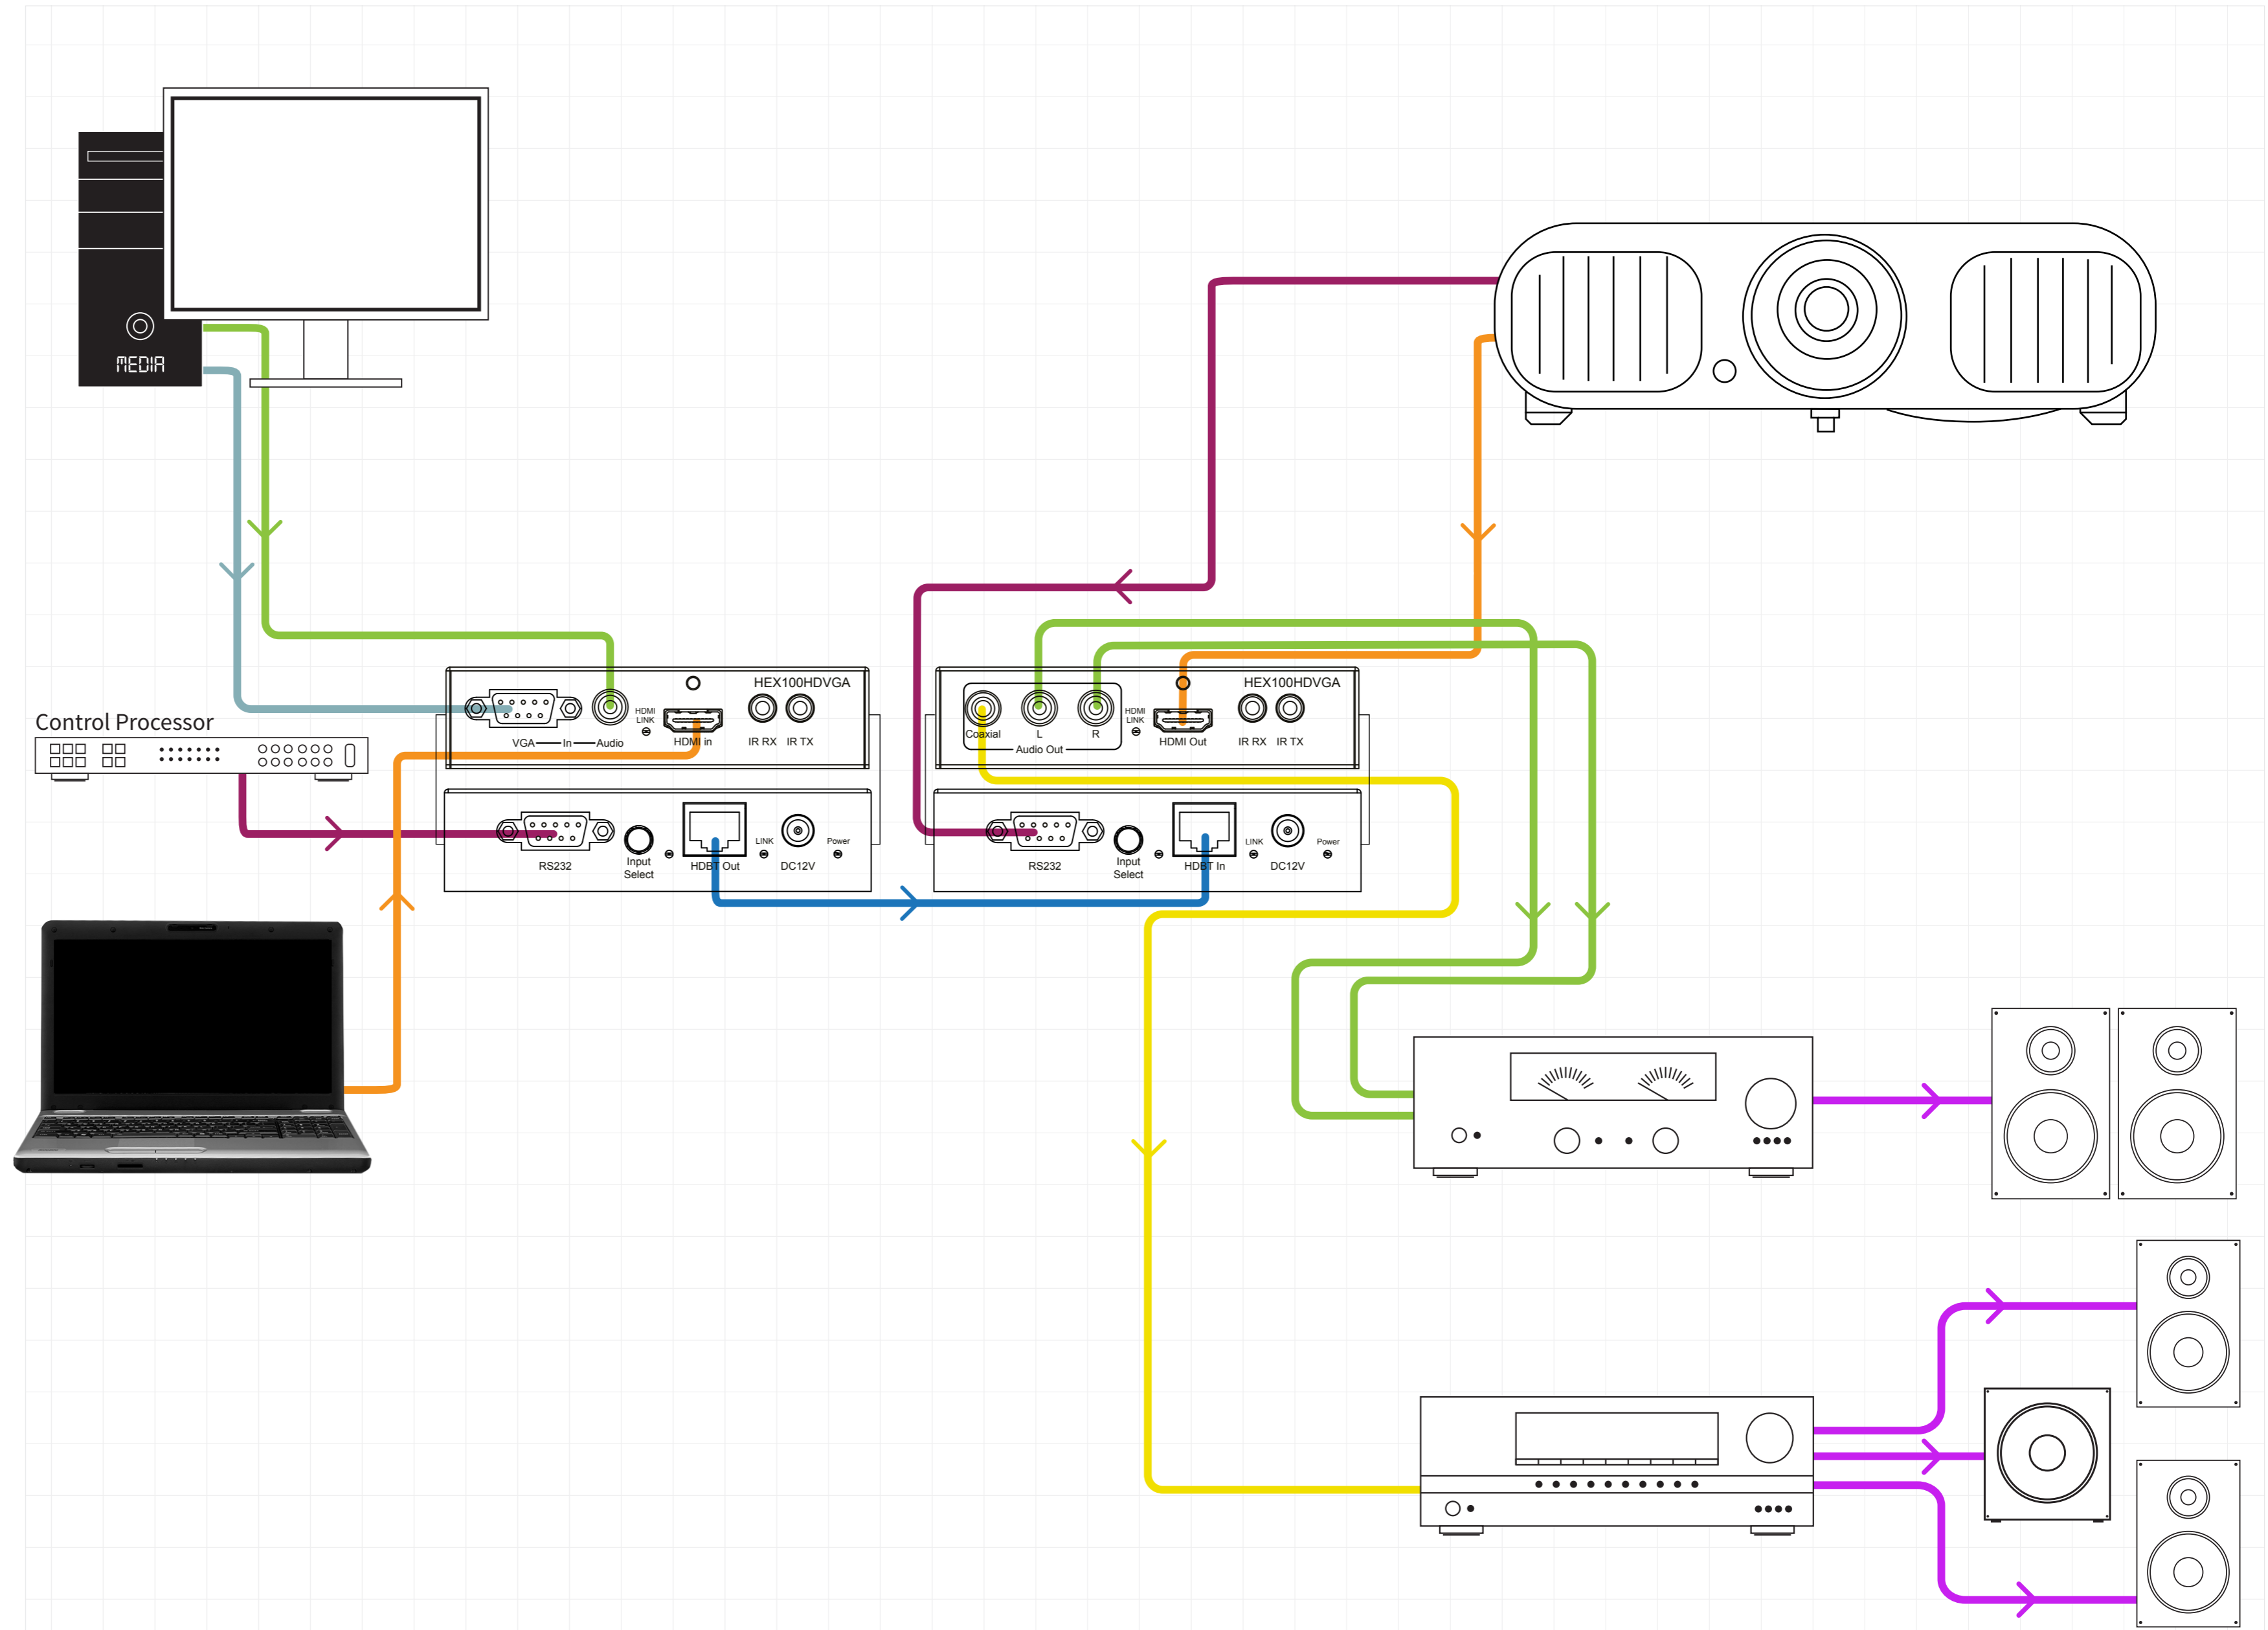 MEDIA
Control Processor
HEX100HDVGA
HDMI
LINK
VGA In Audio
HDMI in
IR RX IR TX
RS232
Input
Select
HDBT Out
LINK
DC12V
Power
HEX100HDVGA
Coaxial L R
Audio Out
HDMI
LINK
HDMI Out
IR RX IR TX
RS232
Input
Select
HDBT In
LINK
DC12V
Power